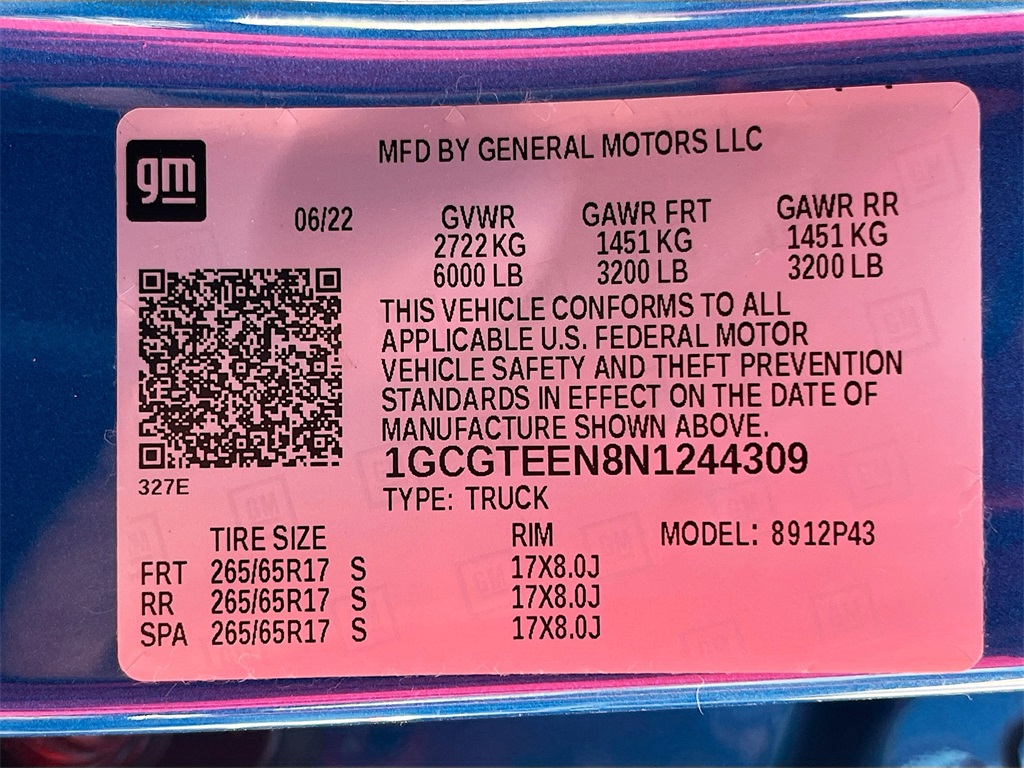 gm
MFD BY GENERAL MOTORS LLC
06/22 GVWR GAWR FRT GAWR RR
2722 KG 1451 KG 1451 KG
6000 LB 3200 LB 3200 LB
THIS VEHICLE CONFORMS TO ALL
APPLICABLE U.S. FEDERAL MOTOR
VEHICLE SAFETY AND THEFT PREVENTION
STANDARDS IN EFFECT ON THE DATE OF
MANUFACTURE SHOWN ABOVE.
1GCGTEEN8N1244309
327E
TYPE: TRUCK
TIRE SIZE RIM MODEL: 8912P43
FRT 265/65R17 S 17X8.0J
RR 265/65R17 S 17X8.0J
SPA 265/65R17 S 17X8.0J